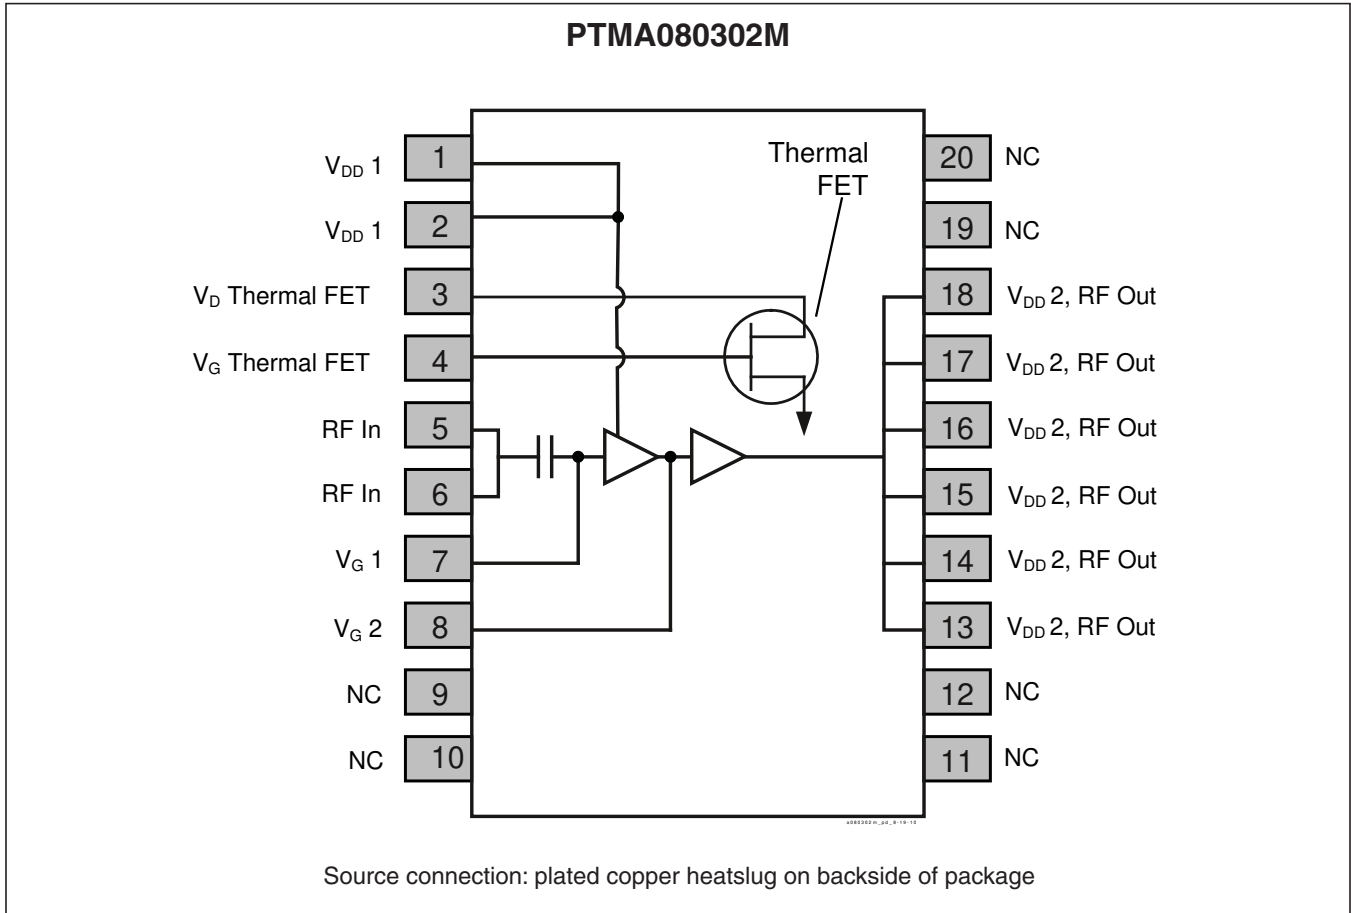 PTMA080302M
Thermal
FET
V_DD 1 1
V_DD 1 2
V_D Thermal FET 3
V_G Thermal FET 4
RF In 5
RF In 6
V_G 1 7
V_G 2 8
NC 9
NC 10
20 NC
19 NC
18 V_DD 2, RF Out
17 V_DD 2, RF Out
16 V_DD 2, RF Out
15 V_DD 2, RF Out
14 V_DD 2, RF Out
13 V_DD 2, RF Out
12 NC
11 NC
a080302m_pd_8-19-10
Source connection: plated copper heatslug on backside of package